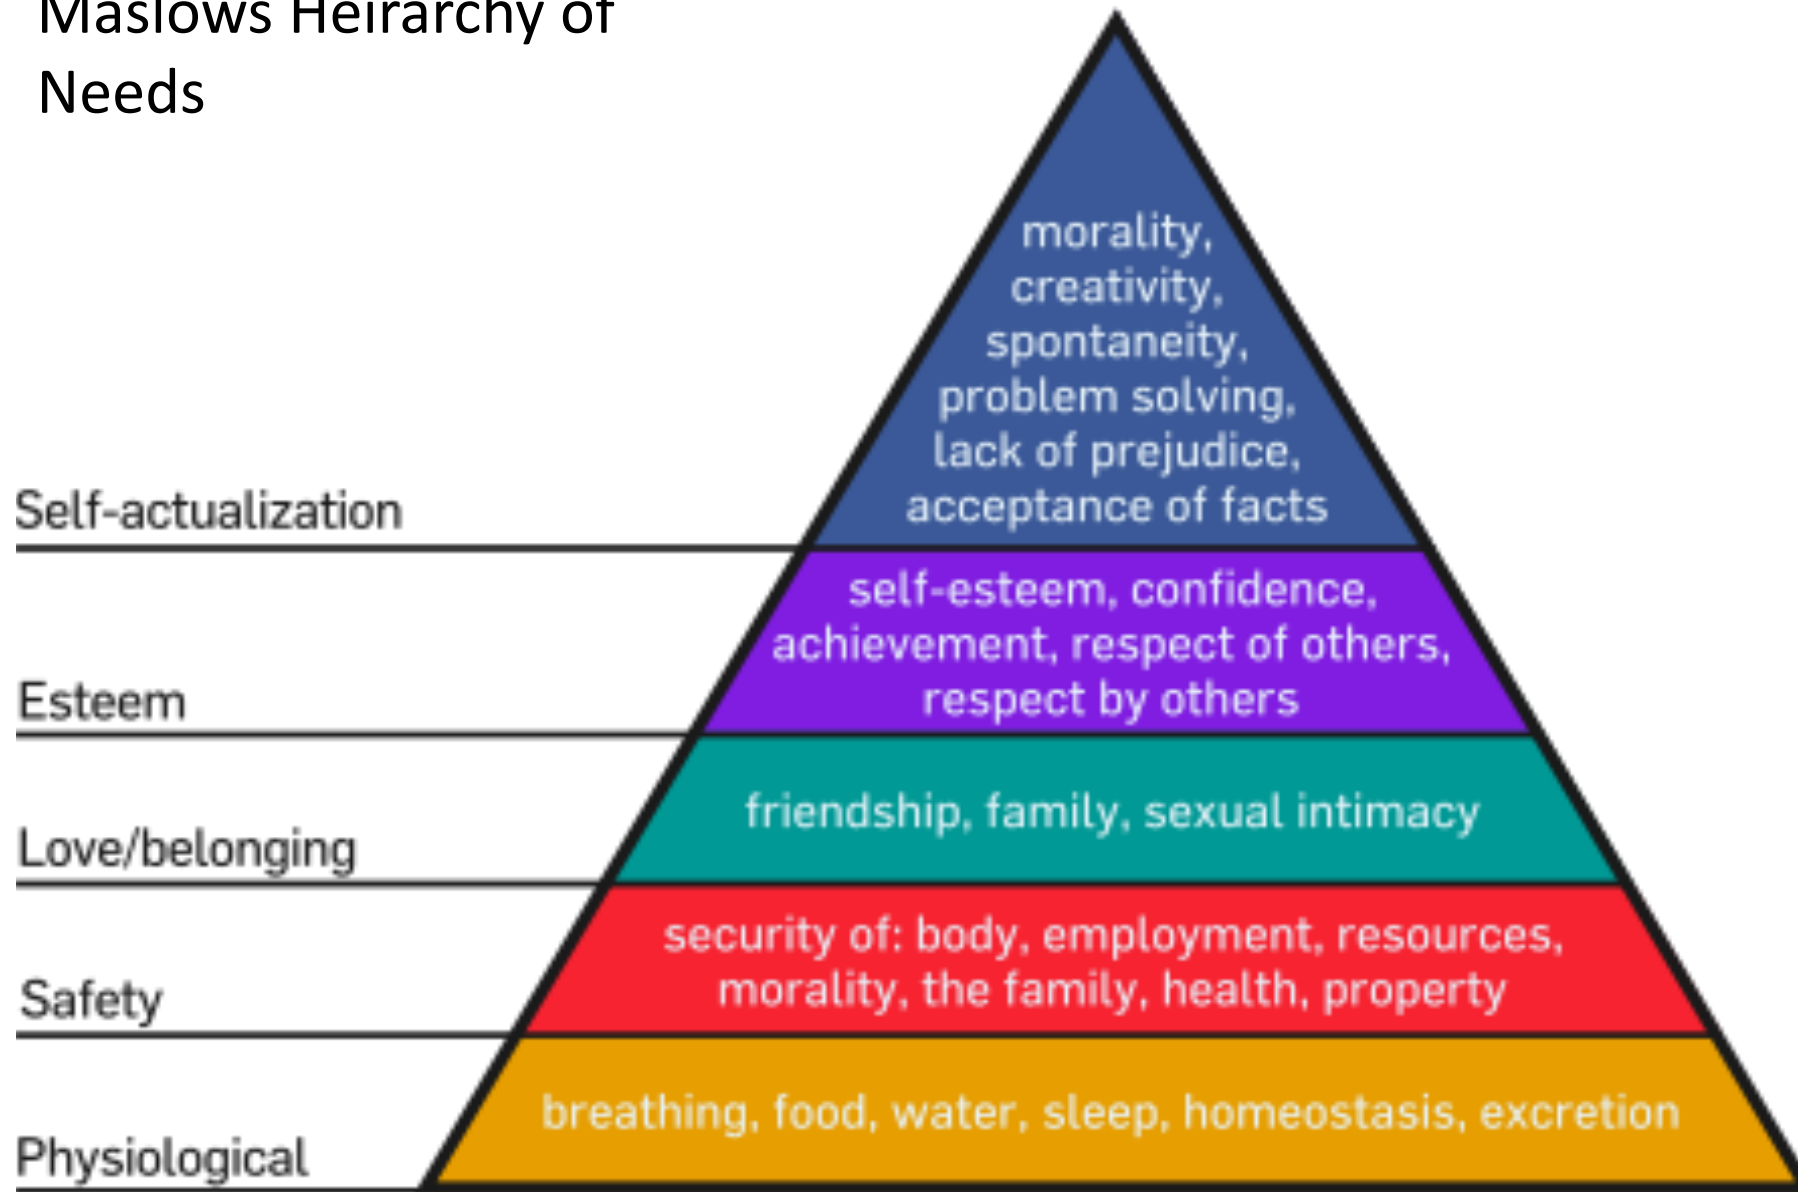 Maslows Heirarchy of
Needs
morality,
creativity,
spontaneity,
problem solving,
lack of prejudice,
acceptance of facts
Self-actualization
self-esteem, confidence,
achievement, respect of others,
respect by others
Esteem
friendship, family, sexual intimacy
Love/belonging
security of: body, employment, resources,
morality, the family, health, property
Safety
breathing, food, water, sleep, homeostasis, excretion
Physiological